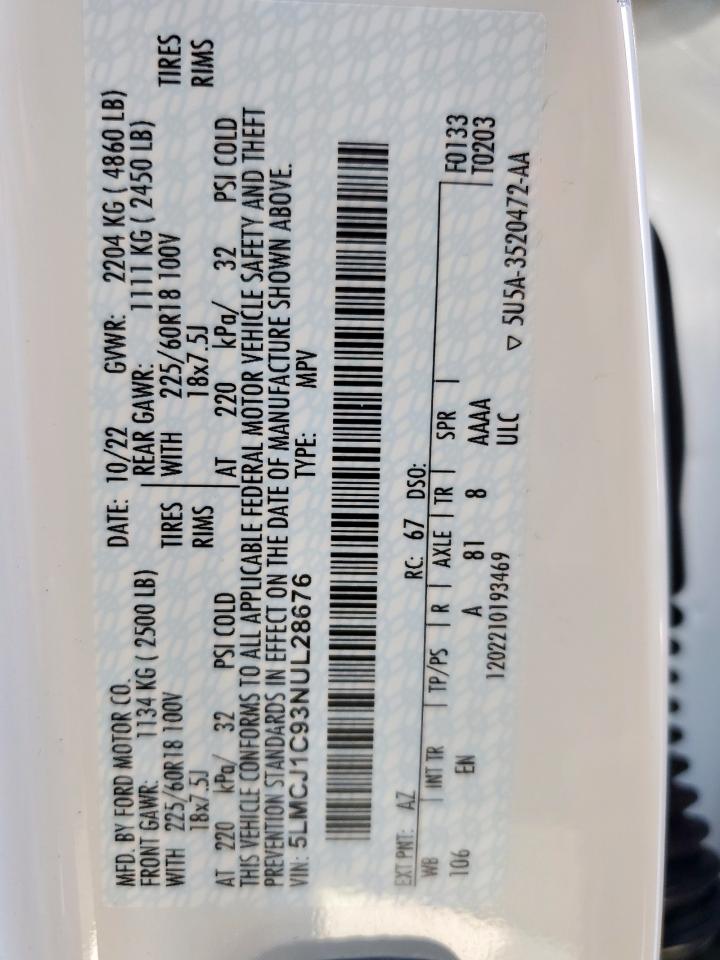 MFD. BY FORD MOTOR CO.
DATE: 10/22 GVWR: 2204 KG ( 4860 LB)
FRONT GAWR: 1134 KG ( 2500 LB)
REAR GAWR: 1111 KG ( 2450 LB)
WITH 225/60R18 100V TIRES
WITH 225/60R18 100V TIRES
18x7.5J RIMS
18x7.5J RIMS
AT 220 kPa/ 32 PSI COLD
AT 220 kPa/ 32 PSI COLD
THIS VEHICLE CONFORMS TO ALL APPLICABLE FEDERAL MOTOR VEHICLE SAFETY AND THEFT
PREVENTION STANDARDS IN EFFECT ON THE DATE OF MANUFACTURE SHOWN ABOVE.
VIN: 5LMCJ1C93NUL28676 TYPE: MPV
EXT PNT: AZ RC: 67 DSO:
WB INT TR TP/PS R AXLE TR SPR F0133
106 EN A 81 8 AAAA T0203
1202210193469 ULC
▽ 5U5A-3520472-AA